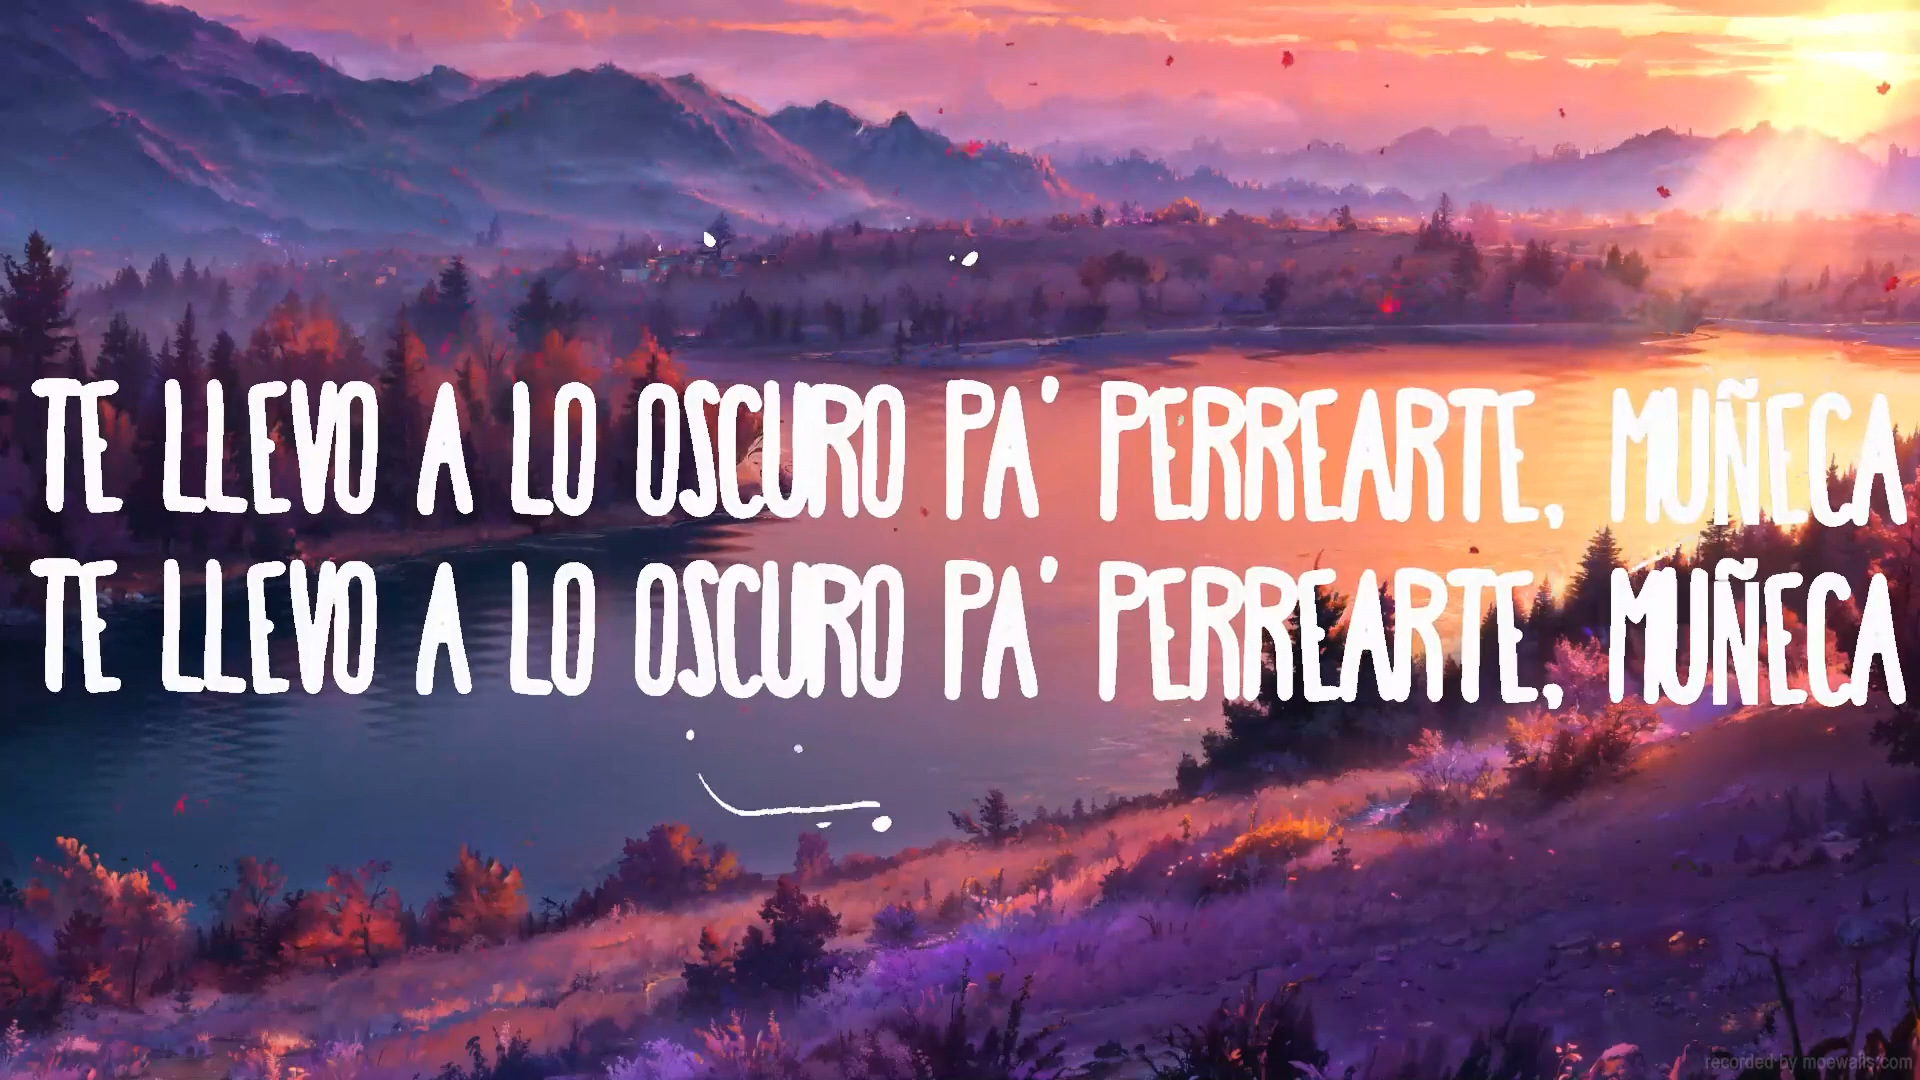 TE LLEVO A LO OSCURO PA' PERREARTE, MUÑECA
TE LLEVO A LO OSCURO PA' PERREARTE, MUÑECA
recorded by moewalls.com